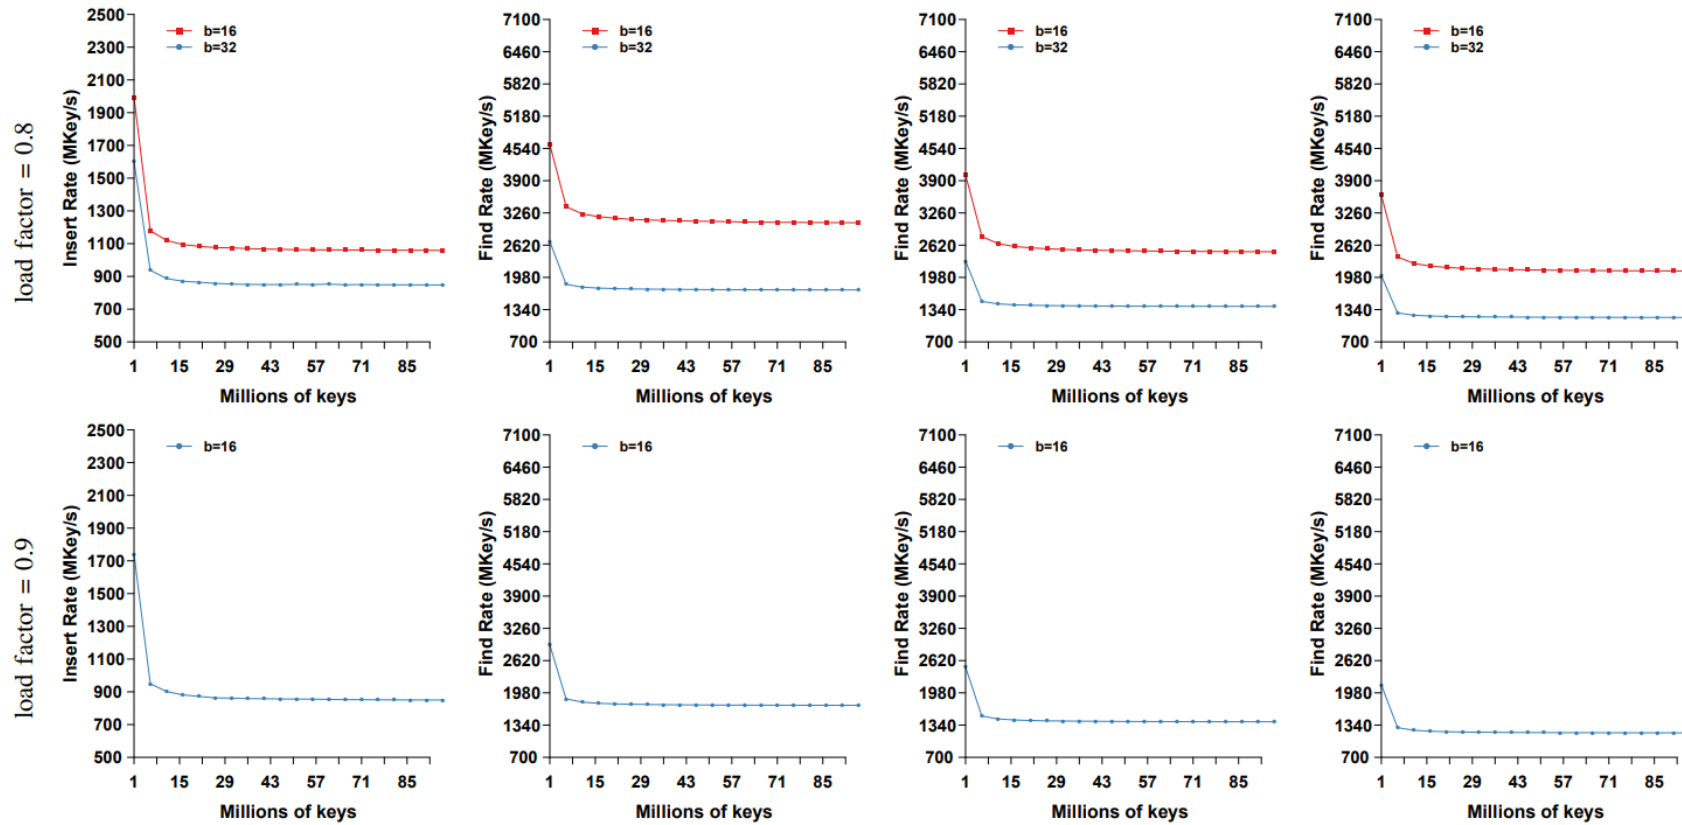 load factor = 0.8
Insert Rate (MKey/s)
2500
2300
2100
1900
1700
1500
1300
1100
900
700
500
b=16
b=32
1 15 29 43 57 71 85
Millions of keys
Find Rate (MKey/s)
7100
6460
5820
5180
4540
3900
3260
2620
1980
1340
700
b=16
b=32
1 15 29 43 57 71 85
Millions of keys
Find Rate (MKey/s)
7100
6460
5820
5180
4540
3900
3260
2620
1980
1340
700
b=16
b=32
1 15 29 43 57 71 85
Millions of keys
Find Rate (MKey/s)
7100
6460
5820
5180
4540
3900
3260
2620
1980
1340
700
b=16
b=32
1 15 29 43 57 71 85
Millions of keys
load factor = 0.9
Insert Rate (MKey/s)
2500
2300
2100
1900
1700
1500
1300
1100
900
700
500
b=16
1 15 29 43 57 71 85
Millions of keys
Find Rate (MKey/s)
7100
6460
5820
5180
4540
3900
3260
2620
1980
1340
700
b=16
1 15 29 43 57 71 85
Millions of keys
Find Rate (MKey/s)
7100
6460
5820
5180
4540
3900
3260
2620
1980
1340
700
b=16
1 15 29 43 57 71 85
Millions of keys
Find Rate (MKey/s)
7100
6460
5820
5180
4540
3900
3260
2620
1980
1340
700
b=16
1 15 29 43 57 71 85
Millions of keys